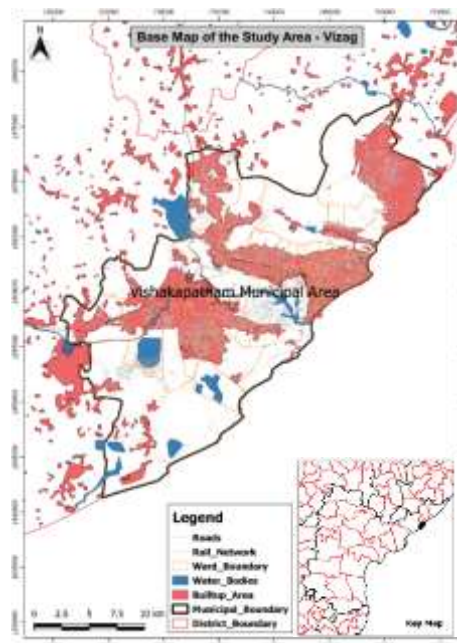 Base Map of the Study Area - Vizag
N
vishakapatnam Municipal Area
Legend
Roads
Rail_Network
Ward_Boundary
Water_Bodies
Builtup_Area
Municipal_Boundary
District_Boundary
0 2.5 5 7.5 10 km
Key Map